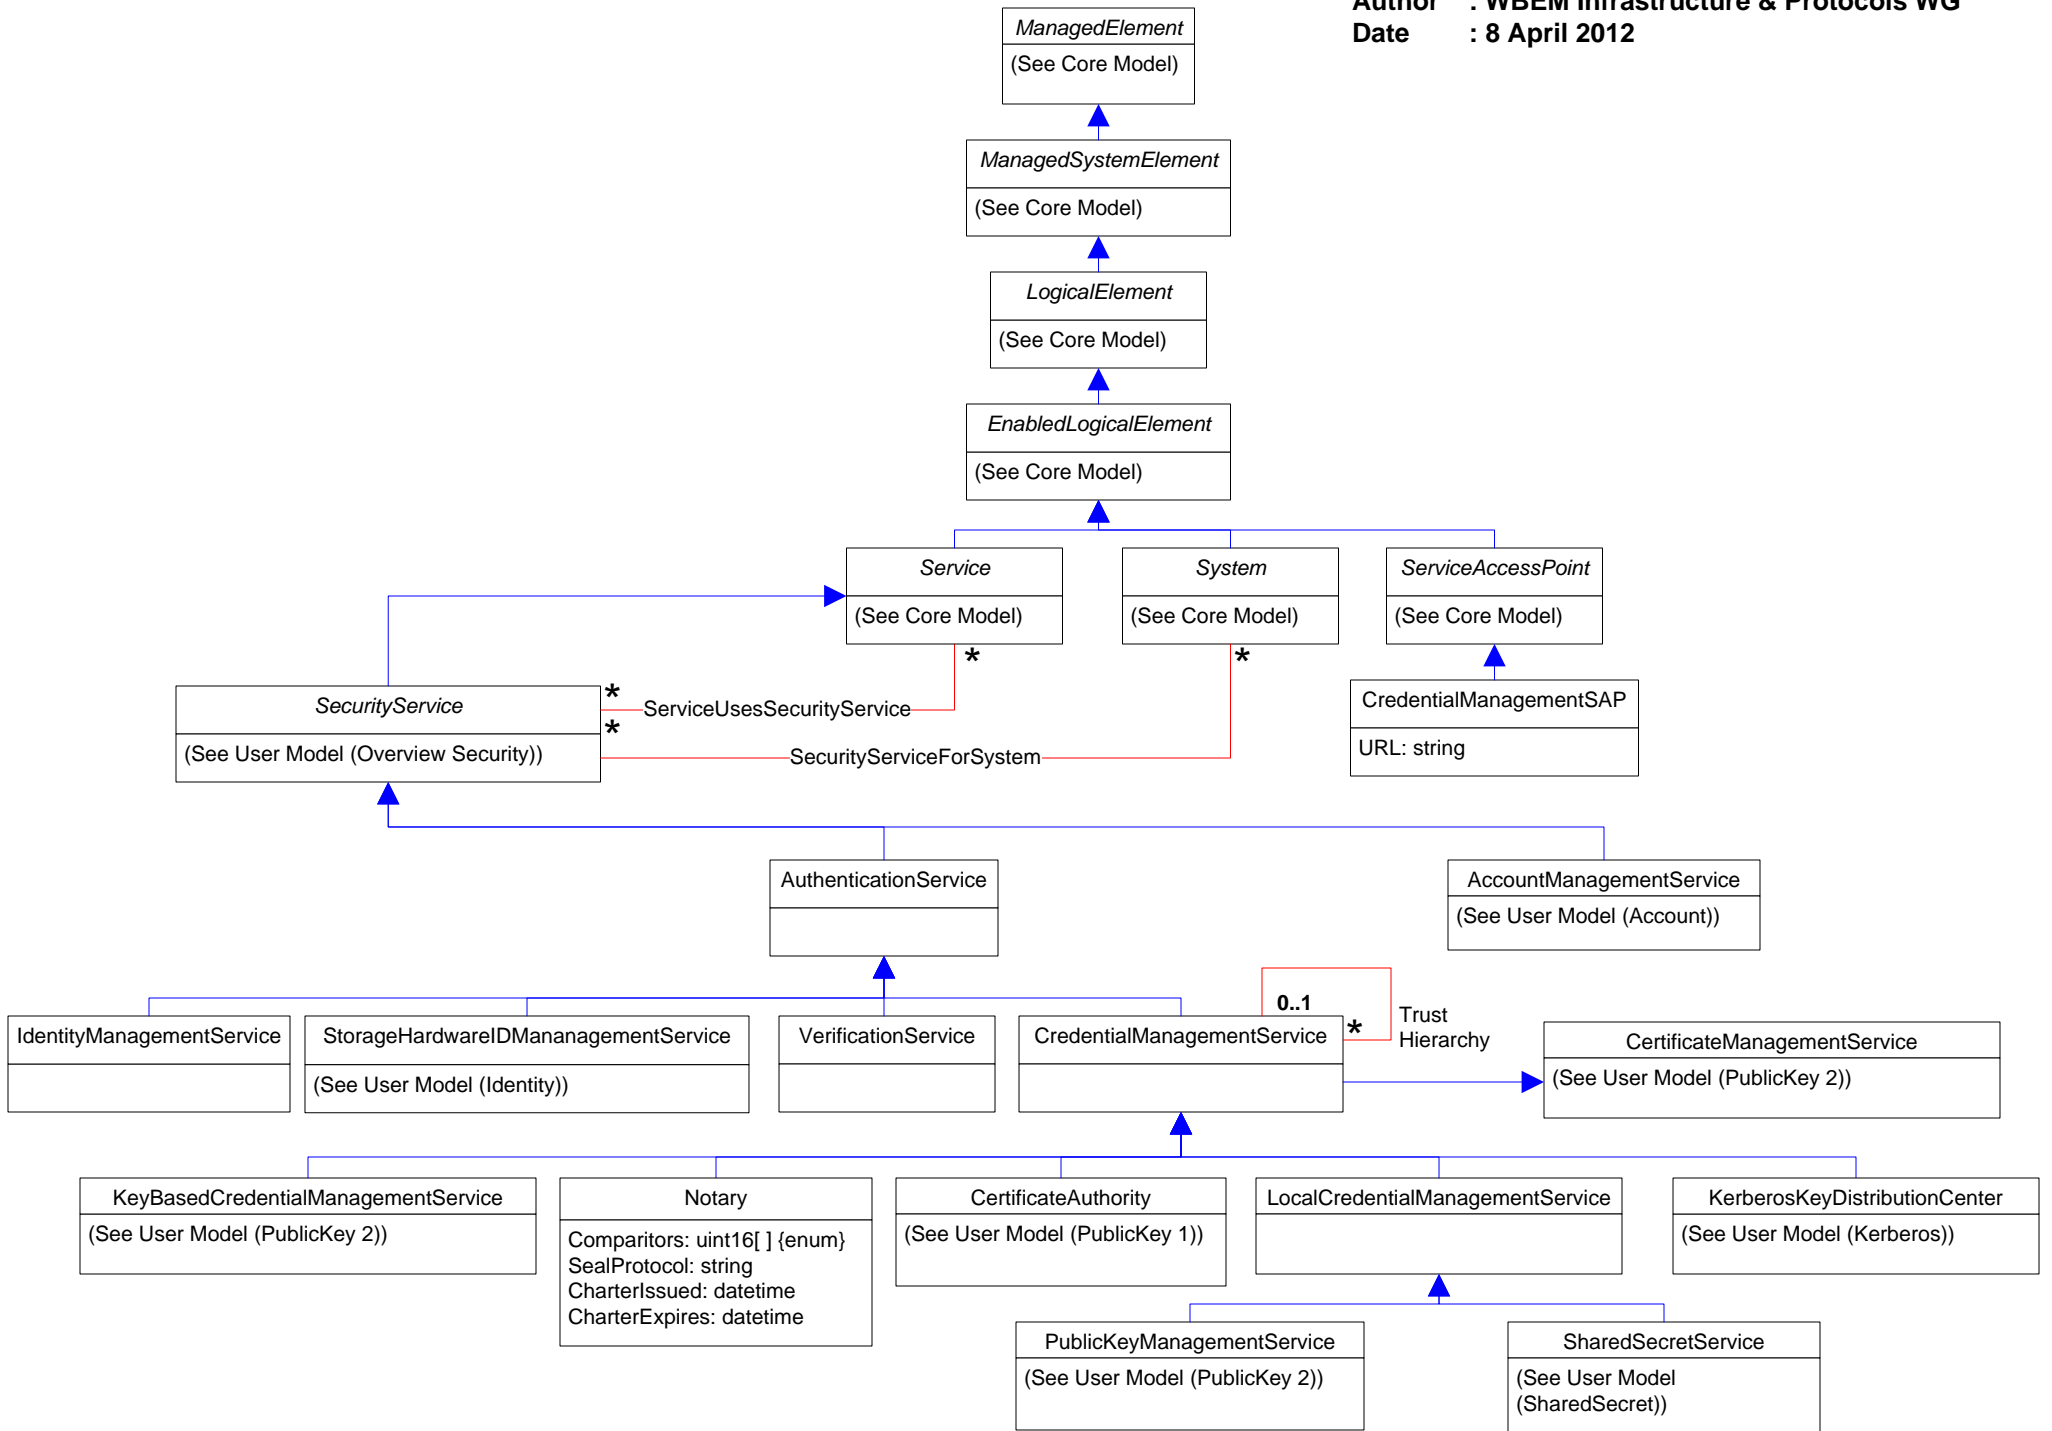 Author : WBEM Infrastructure & Protocols WG
Date : 8 April 2012
ManagedElement
(See Core Model)
ManagedSystemElement
(See Core Model)
LogicalElement
(See Core Model)
EnabledLogicalElement
(See Core Model)
Service
(See Core Model)
System
(See Core Model)
ServiceAccessPoint
(See Core Model)
*
*
CredentialManagementSAP
URL: string
SecurityService
(See User Model (Overview Security))
*
ServiceUsesSecurityService
*
SecurityServiceForSystem
AuthenticationService
AccountManagementService
(See User Model (Account))
IdentityManagementService
StorageHardwareIDMananagementService
(See User Model (Identity))
VerificationService
CredentialManagementService
0..1
*
Trust
Hierarchy
CertificateManagementService
(See User Model (PublicKey 2))
KeyBasedCredentialManagementService
(See User Model (PublicKey 2))
Notary
Comparitors: uint16[ ] {enum}
SealProtocol: string
CharterIssued: datetime
CharterExpires: datetime
CertificateAuthority
(See User Model (PublicKey 1))
LocalCredentialManagementService
KerberosKeyDistributionCenter
(See User Model (Kerberos))
PublicKeyManagementService
(See User Model (PublicKey 2))
SharedSecretService
(See User Model
(SharedSecret))